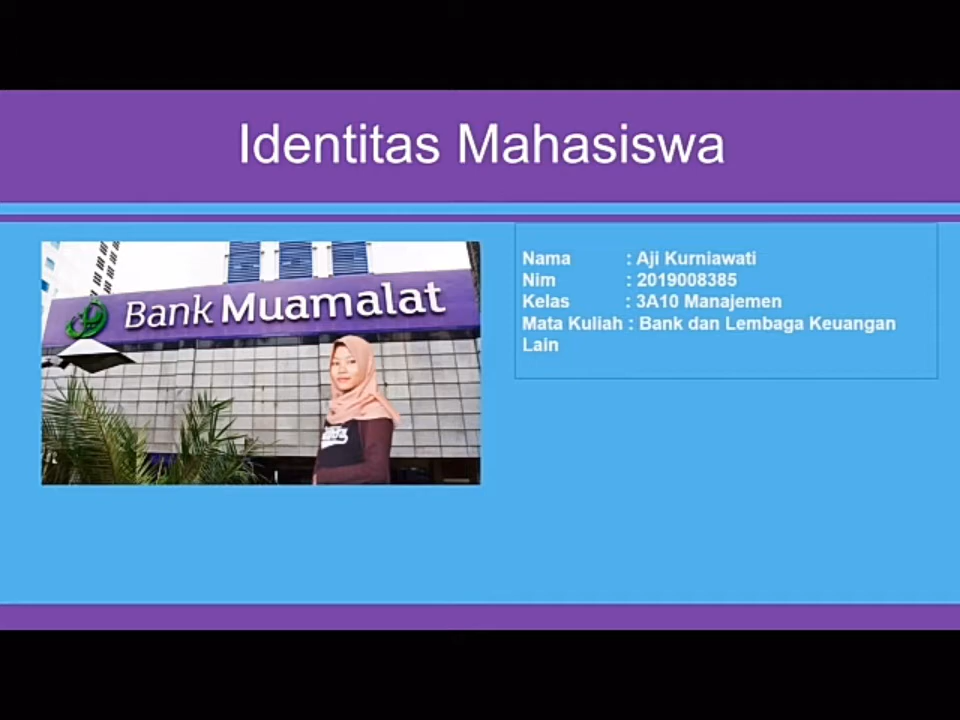 Identitas Mahasiswa
Bank Muamalat
Nama : Aji Kurniawati
Nim : 2019008385
Kelas : 3A10 Manajemen
Mata Kuliah : Bank dan Lembaga Keuangan
Lain